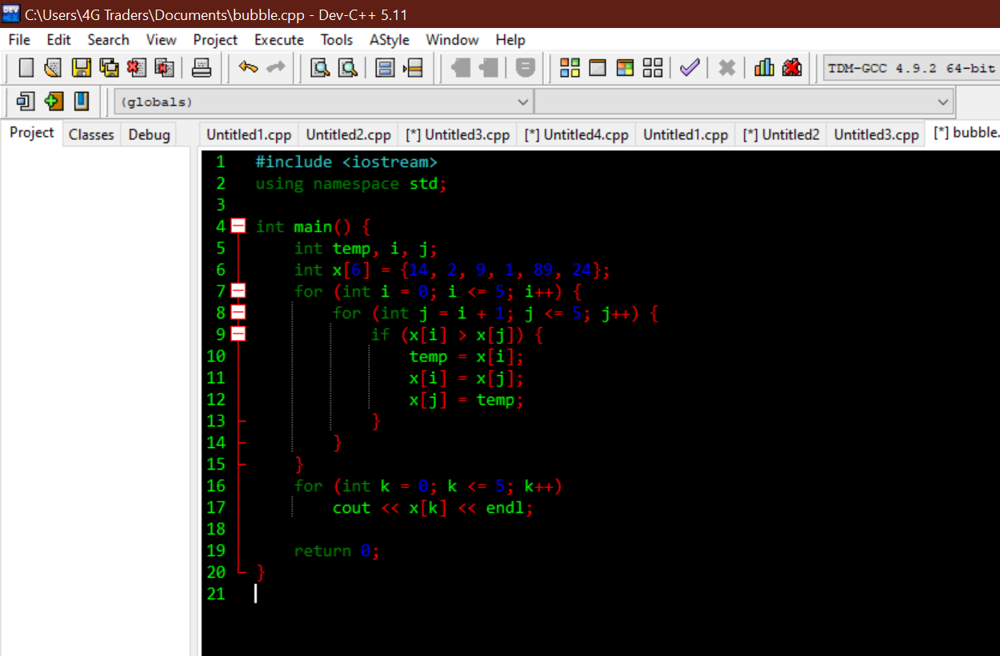 C:\Users\4G Traders\Documents\bubble.cpp - Dev-C++ 5.11
File Edit Search View Project Execute Tools AStyle Window Help
TDM-GCC 4.9.2 64-bit
(globals)
Project Classes Debug Untitled1.cpp Untitled2.cpp [*] Untitled3.cpp [*] Untitled4.cpp Untitled1.cpp [*] Untitled2 Untitled3.cpp [*] bubble.
1 #include <iostream>
2 using namespace std;
3
4 int main() {
5 int temp, i, j;
6 int x[6] = {14, 2, 9, 1, 89, 24};
7 for (int i = 0; i <= 5; i++) {
8 for (int j = i + 1; j <= 5; j++) {
9 if (x[i] > x[j]) {
10 temp = x[i];
11 x[i] = x[j];
12 x[j] = temp;
13 }
14 }
15 }
16 for (int k = 0; k <= 5; k++)
17 cout << x[k] << endl;
18
19 return 0;
20 }
21